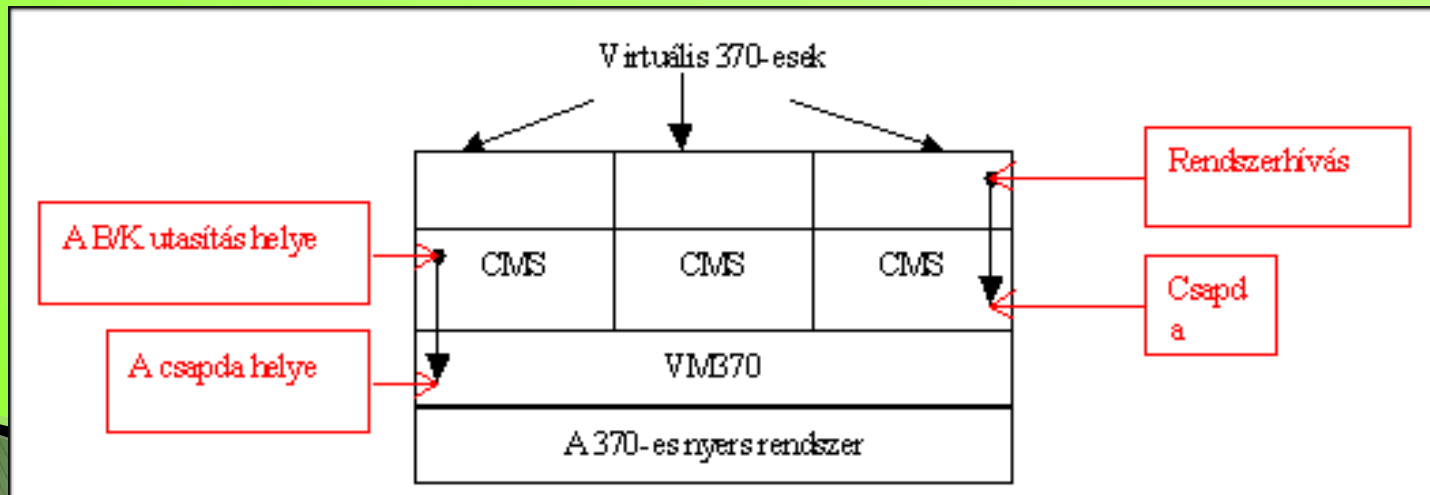 Virtuális 370-esek
Rendszerhívás
A B/K utasítás helye
CMS CMS CMS
Csapd
a
A csapda helye
VM370
A 370-es nyers rendszer